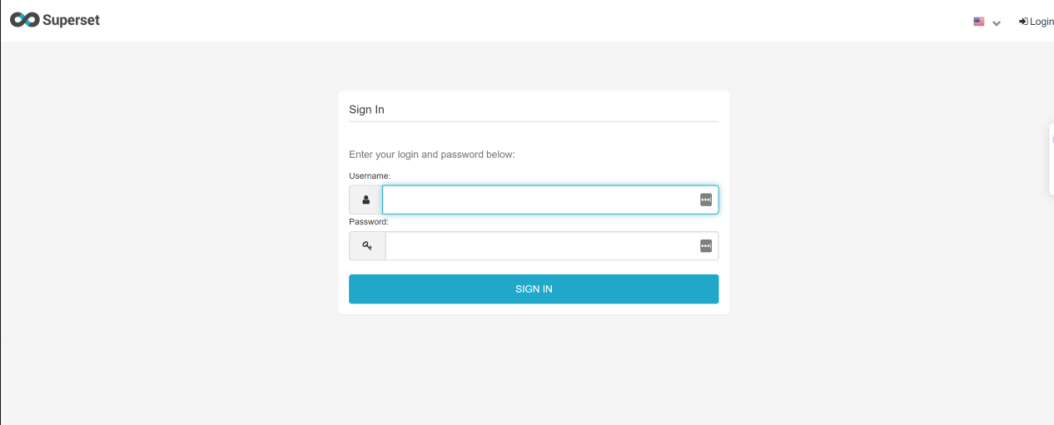 Superset
Login
Sign In
Enter your login and password below:
Username:
Password:
SIGN IN